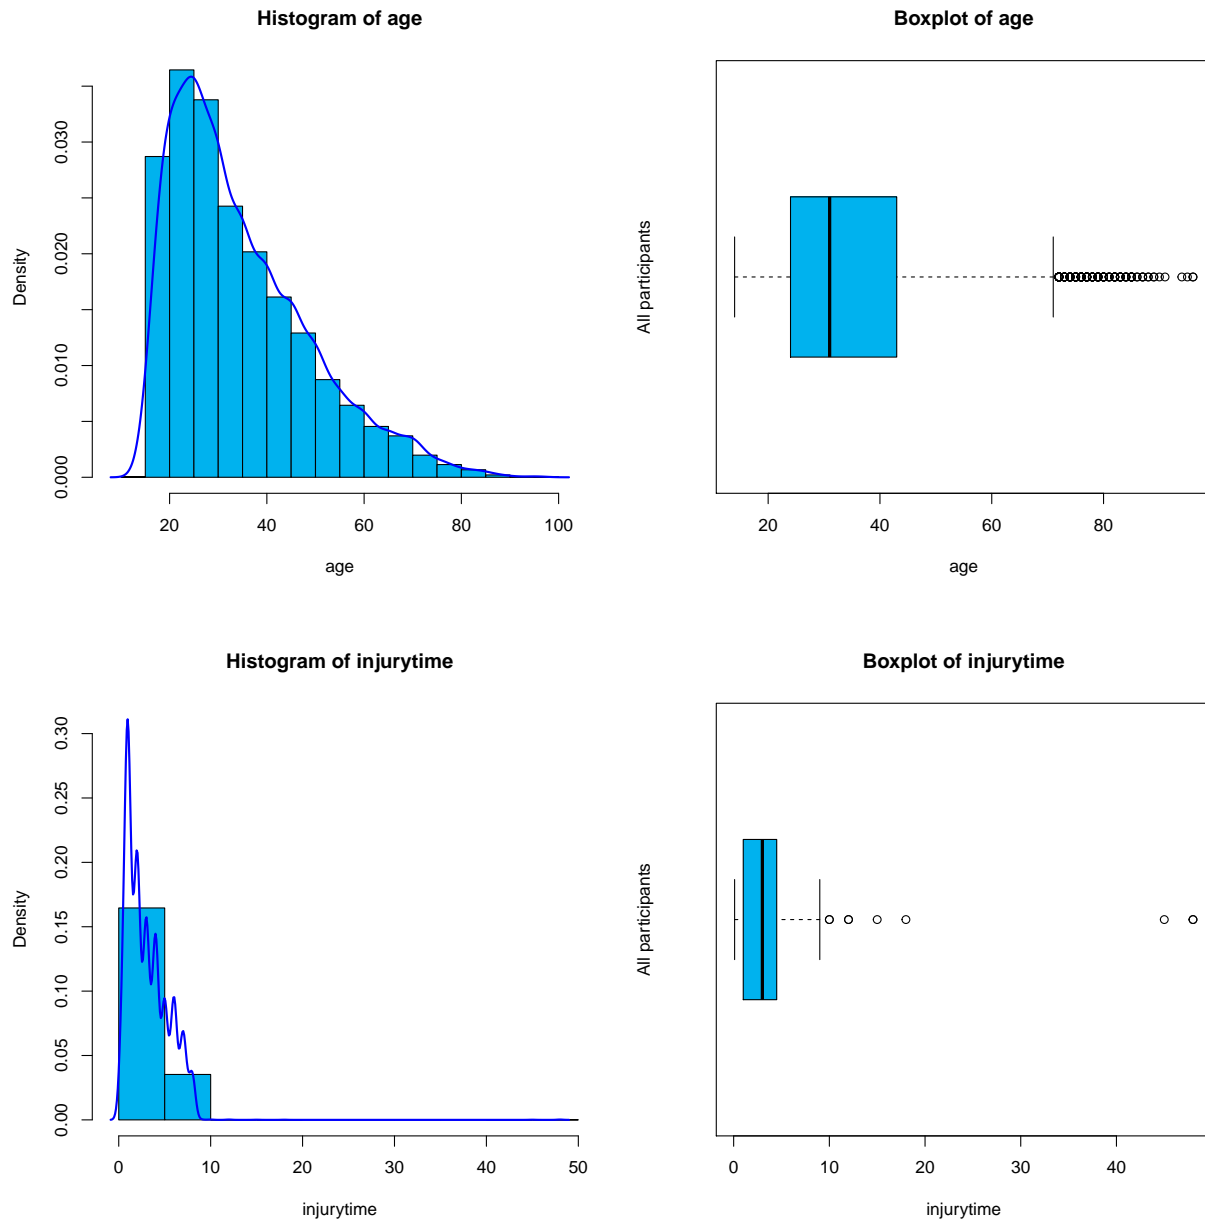 Histogram of age
Density
0.000
0.010
0.020
0.030
20 40 60 80 100
age
Boxplot of age
All participants
20 40 60 80
age
Histogram of injurytime
Density
0.00
0.05
0.10
0.15
0.20
0.25
0.30
0 10 20 30 40 50
injurytime
Boxplot of injurytime
All participants
0 10 20 30 40
injurytime